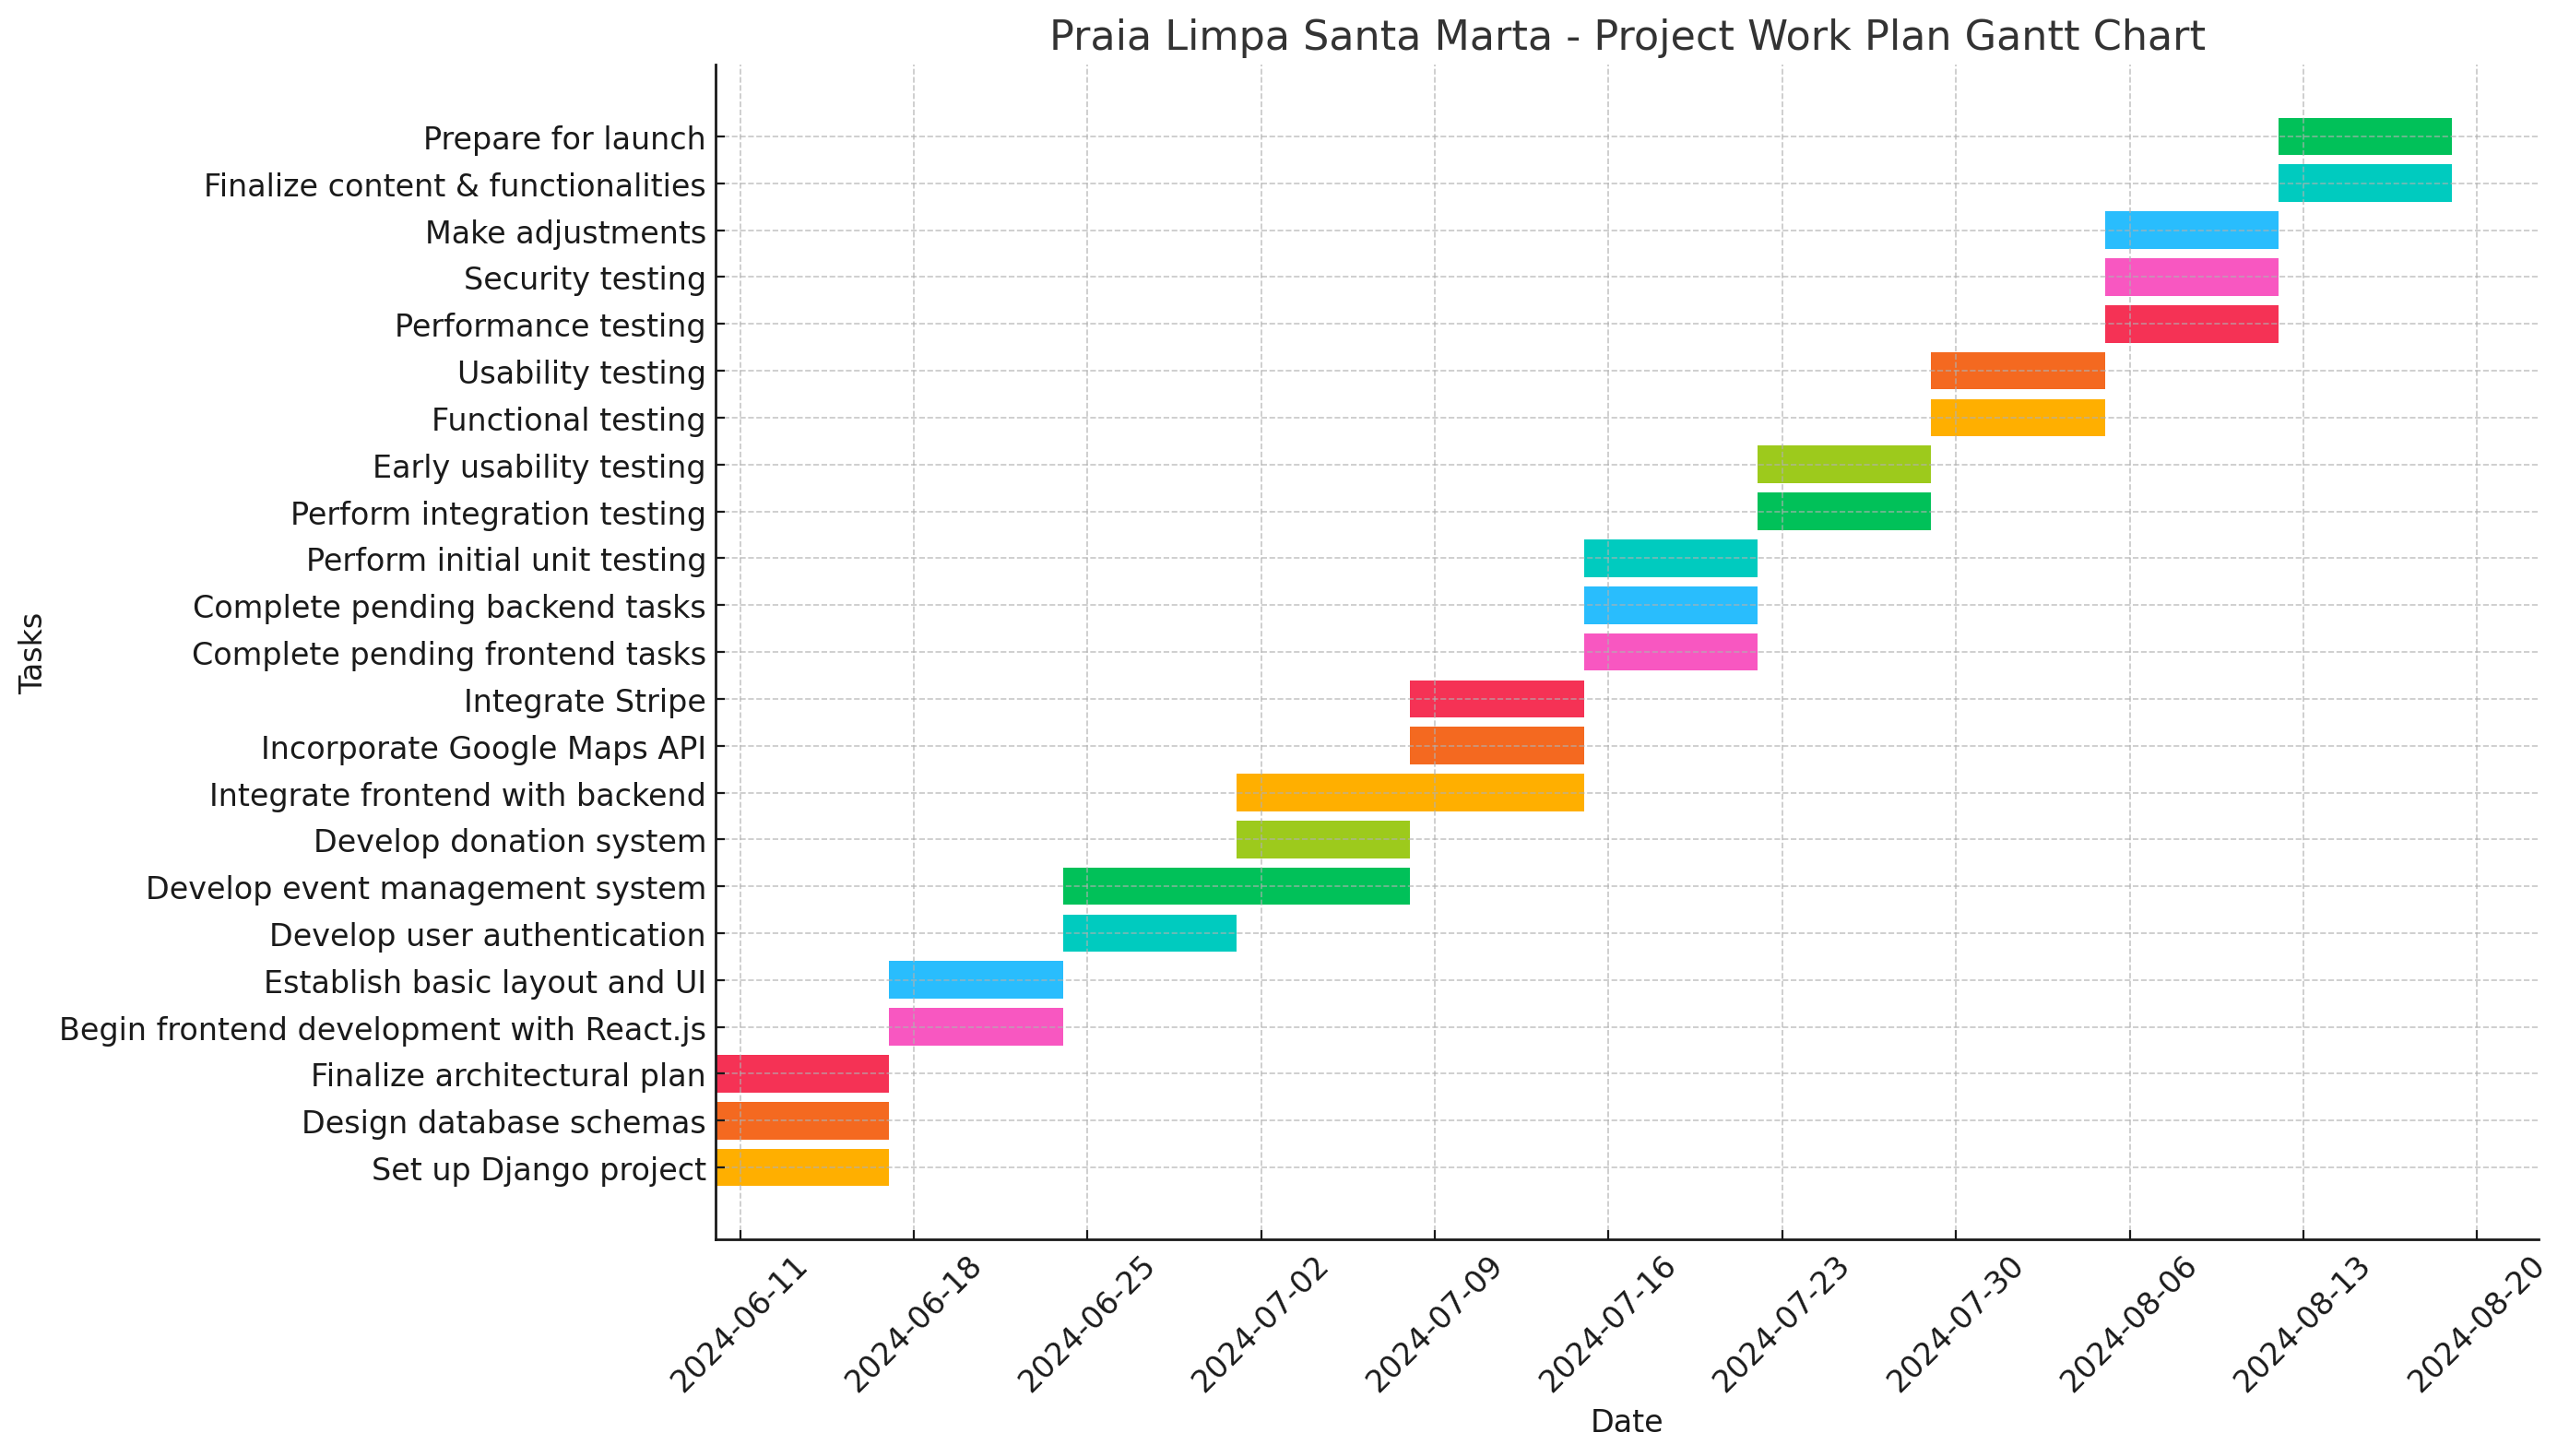 Praia Limpa Santa Marta - Project Work Plan Gantt Chart
Prepare for launch
Finalize content & functionalities
Make adjustments
Security testing
Performance testing
Usability testing
Functional testing
Early usability testing
Perform integration testing
Perform initial unit testing
Complete pending backend tasks
Complete pending frontend tasks
Integrate Stripe
Incorporate Google Maps API
Integrate frontend with backend
Develop donation system
Develop event management system
Develop user authentication
Establish basic layout and UI
Begin frontend development with React.js
Finalize architectural plan
Design database schemas
Set up Django project
Tasks
2024-06-11
2024-06-18
2024-06-25
2024-07-02
2024-07-09
2024-07-16
2024-07-23
2024-07-30
2024-08-06
2024-08-13
2024-08-20
Date